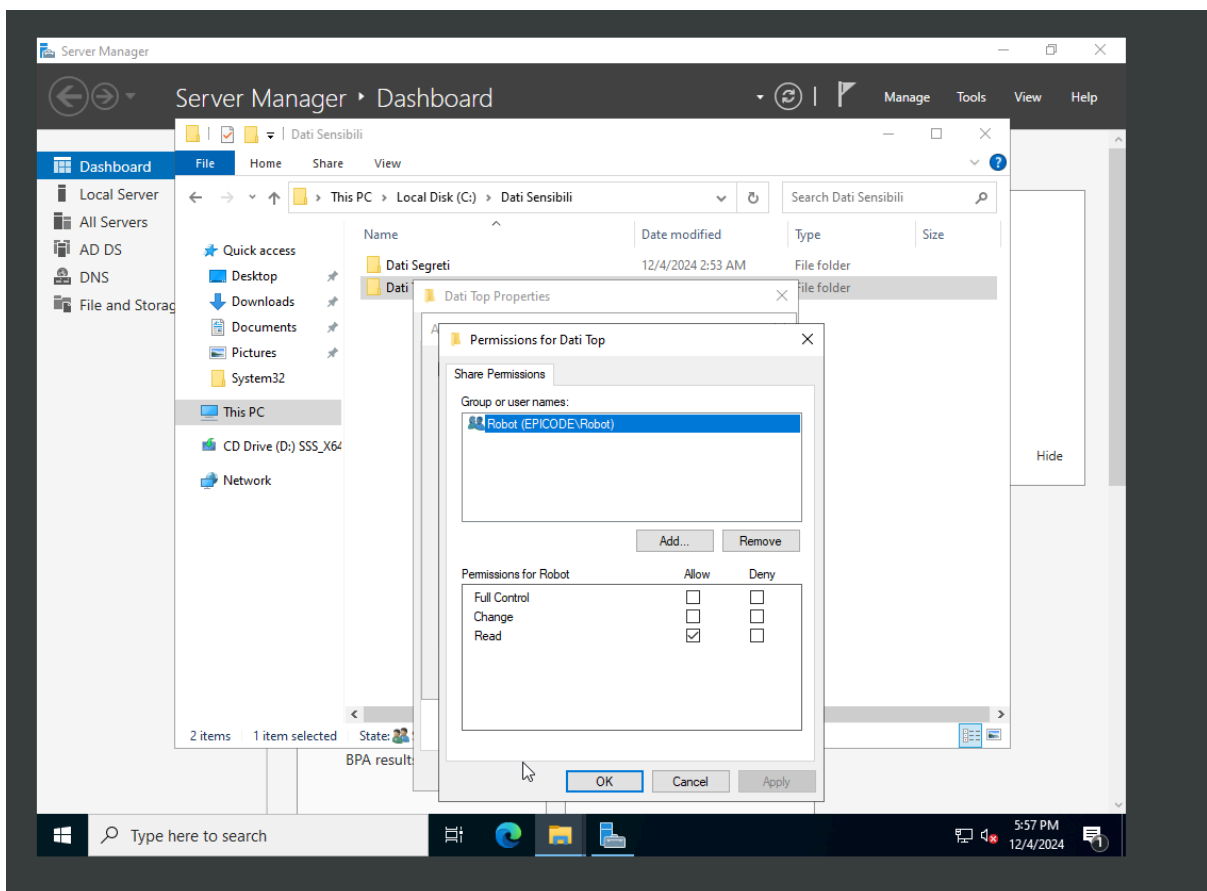 Server Manager
Server Manager ‣ Dashboard
Manage Tools View Help
Dati Sensibili
File Home Share View
This PC > Local Disk (C:) > Dati Sensibili
Search Dati Sensibili
Dashboard
Local Server
All Servers
AD DS
DNS
File and Storag
Quick access
Desktop
Downloads
Documents
Pictures
System32
This PC
CD Drive (D:) SSS_X64
Network
Name Date modified Type Size
Dati Segreti 12/4/2024 2:53 AM File folder
Dati File folder
Dati Top Properties
Permissions for Dati Top
Share Permissions
Group or user names:
Robot (EPICODE\Robot)
Add... Remove
Permissions for Robot Allow Deny
Full Control
Change
Read
OK Cancel Apply
Hide
2 items 1 item selected State:
BPA result
Type here to search
5:57 PM
12/4/2024
1